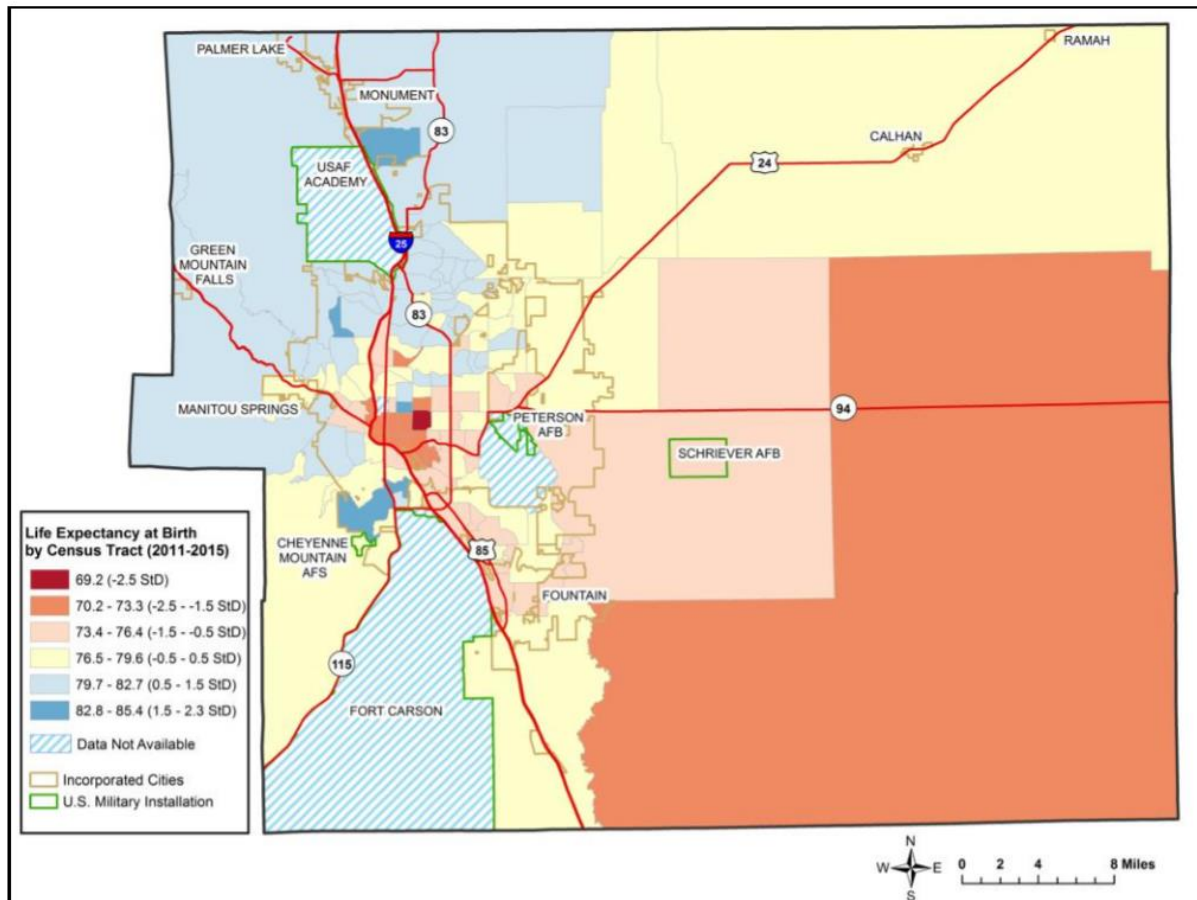 PALMER LAKE
RAMAH
MONUMENT
83
CALHAN
24
USAF
ACADEMY
25
GREEN
MOUNTAIN
FALLS
83
MANITOU SPRINGS
94
PETERSON
AFB
SCHRIEVER AFB
Life Expectancy at Birth
by Census Tract (2011-2015)
69.2 (-2.5 StD)
70.2 - 73.3 (-2.5 - -1.5 StD)
73.4 - 76.4 (-1.5 - -0.5 StD)
76.5 - 79.6 (-0.5 - 0.5 StD)
79.7 - 82.7 (0.5 - 1.5 StD)
82.8 - 85.4 (1.5 - 2.3 StD)
Data Not Available
Incorporated Cities
U.S. Military Installation
CHEYENNE
MOUNTAIN
AFS
85
FOUNTAIN
115
FORT CARSON
N
W E
S
0 2 4 8 Miles